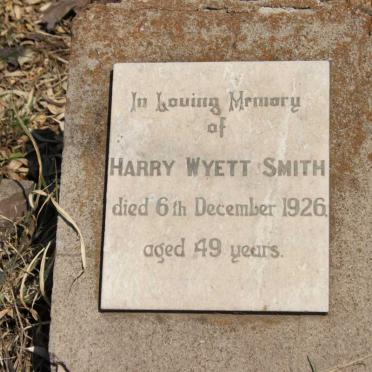 In Loving Memory
of
HARRY WYETT SMITH
died 6th December 1926.
aged 49 years.